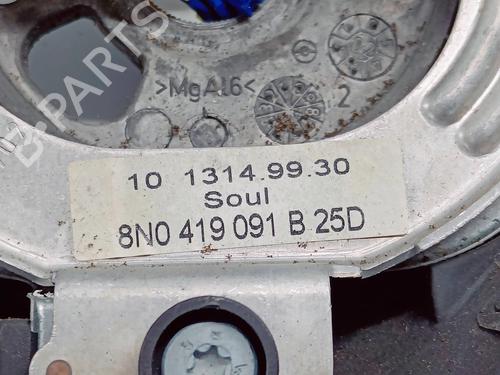 B-PARTS
>MgAl6<
2
10 1314.99.30
Soul
8N0 419 091 B 25D